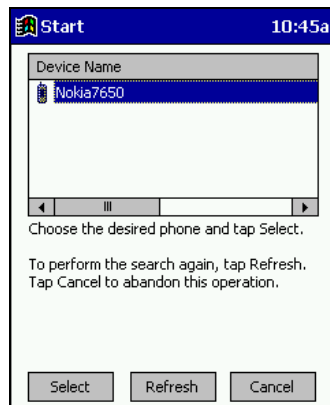 Start 10:45a
Device Name
Nokia7650
Choose the desired phone and tap Select.
To perform the search again, tap Refresh.
Tap Cancel to abandon this operation.
Select Refresh Cancel